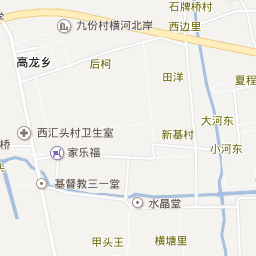 石牌桥村
九份村横河北岸
西边里
高龙乡
后柯
田洋
夏程
大河东
西汇头村卫生室
新基村
桥
家乐福
小河东
基督教三一堂
水晶堂
甲头王
横塘里